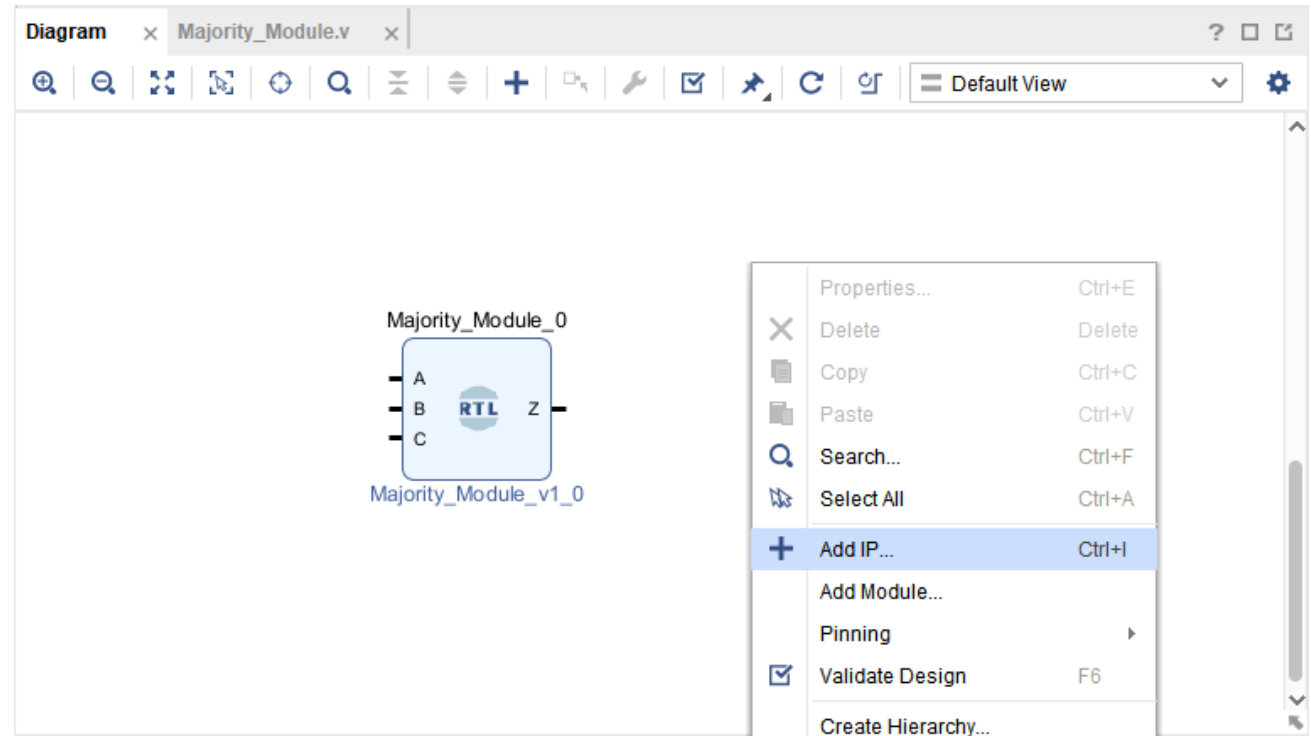 Diagram Majority_Module.v ?
Default View
Majority_Module_0
A
B RTL Z
C
Majority_Module_v1_0
Properties... Ctrl+E
Delete Delete
Copy Ctrl+C
Paste Ctrl+V
Search... Ctrl+F
Select All Ctrl+A
Add IP... Ctrl+I
Add Module...
Pinning
Validate Design F6
Create Hierarchy...